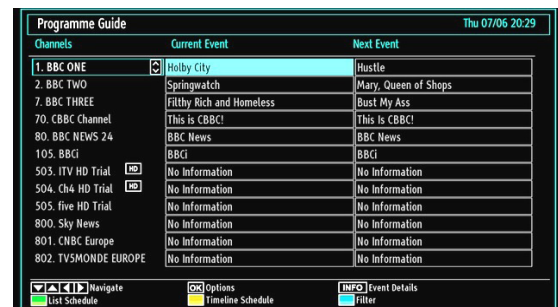 Programme Guide Thu 07/06 20:29
Channels Current Event Next Event
1. BBC ONE Holby City Hustle
2. BBC TWO Springwatch Mary, Queen of Shops
7. BBC THREE Filthy Rich and Homeless Bust My Ass
70. CBBC Channel This is CBBC! This Is CBBC!
80. BBC NEWS 24 BBC News BBC News
105. BBCi BBCi BBCi
503. ITV HD Trial HD No Information No Information
504. Ch4 HD Trial HD No Information No Information
505. five HD Trial No Information No Information
800. Sky News No Information No Information
801. CNBC Europe No Information No Information
802. TV5MONDE EUROPE No Information No Information
Navigate OK Options INFO Event Details
List Schedule Timeline Schedule Filter